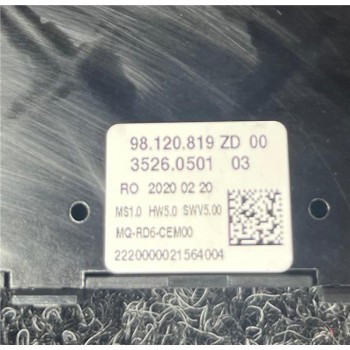 98.120.819 ZD 00
3526.0501 03
RO 2020 02 20
MS1.0 HW5.0 SWV5.00
MQ-RD6-CEM00
2220000021564004